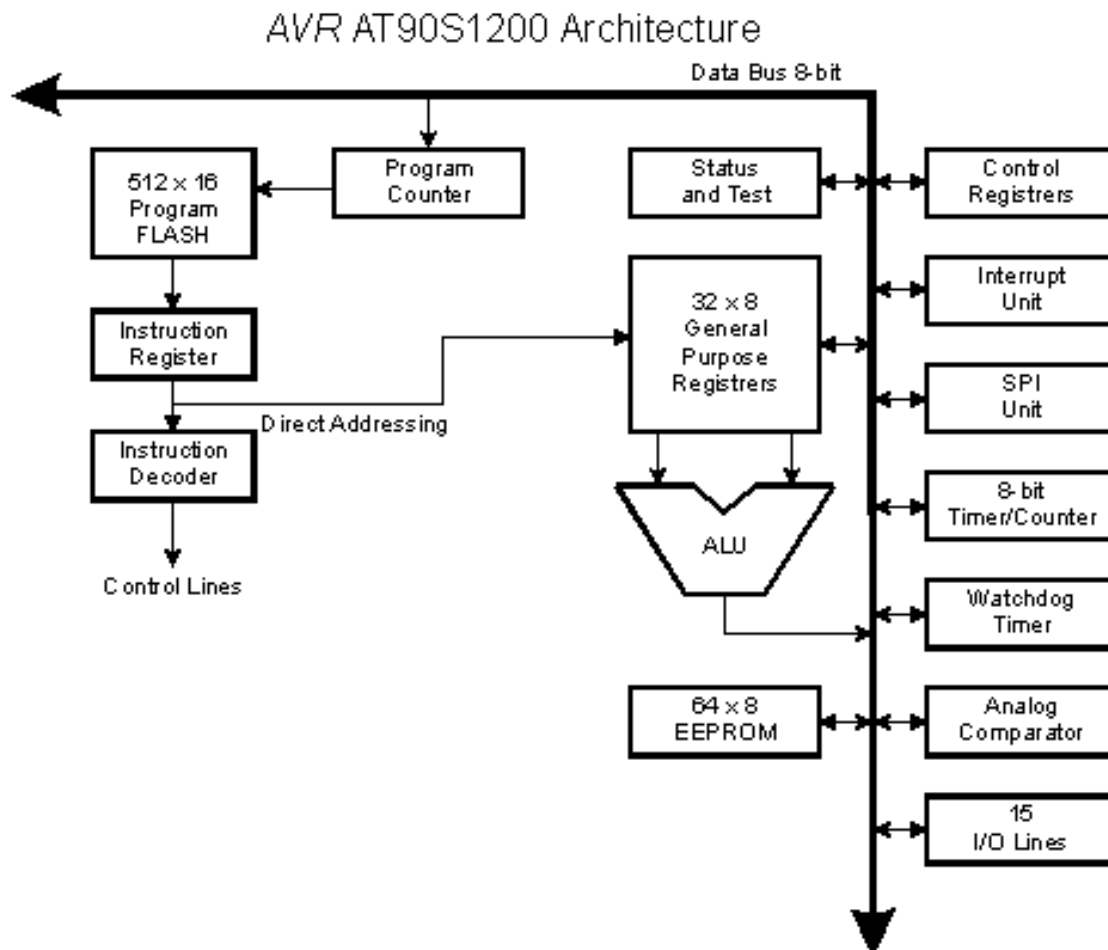 AVR AT90S1200 Architecture
Data Bus 8-bit
512 x 16
Program
FLASH
Program
Counter
Status
and Test
Control
Registrers
Instruction
Register
32 x 8
General
Purpose
Registrers
Interrupt
Unit
SPI
Unit
Direct Addressing
Instruction
Decoder
8-bit
Timer/Counter
ALU
Control Lines
Watchdog
Timer
64 x 8
EEPROM
Analog
Comparator
15
I/O Lines